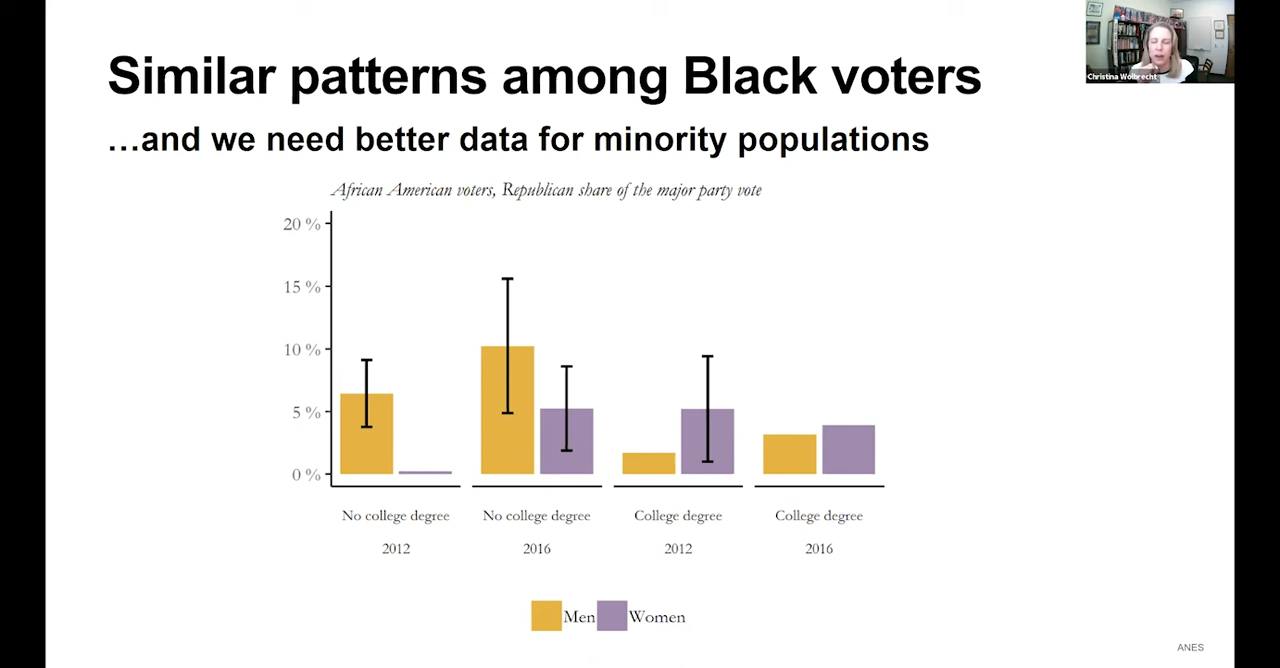 Similar patterns among Black voters
…and we need better data for minority populations
Christina Wolbrecht
African American voters, Republican share of the major party vote
20 %
15 %
10 %
5 %
0 %
No college degree
No college degree
College degree
College degree
2012
2016
2012
2016
Men
Women
ANES